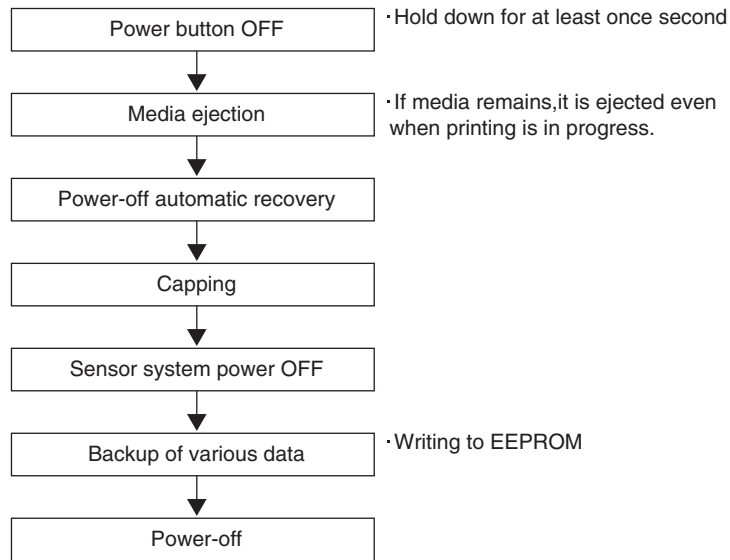 Power button OFF
·Hold down for at least once second
Media ejection
·If media remains,it is ejected even
when printing is in progress.
Power-off automatic recovery
Capping
Sensor system power OFF
Backup of various data
·Writing to EEPROM
Power-off